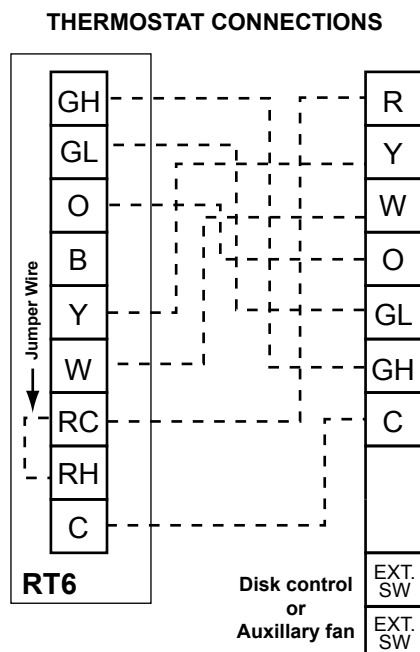 THERMOSTAT CONNECTIONS
GH
GL
O
B
Y
W
RC
RH
C
Jumper Wire
RT6
R
Y
W
O
GL
GH
C
EXT.
SW
EXT.
SW
Disk control
or
Auxillary fan